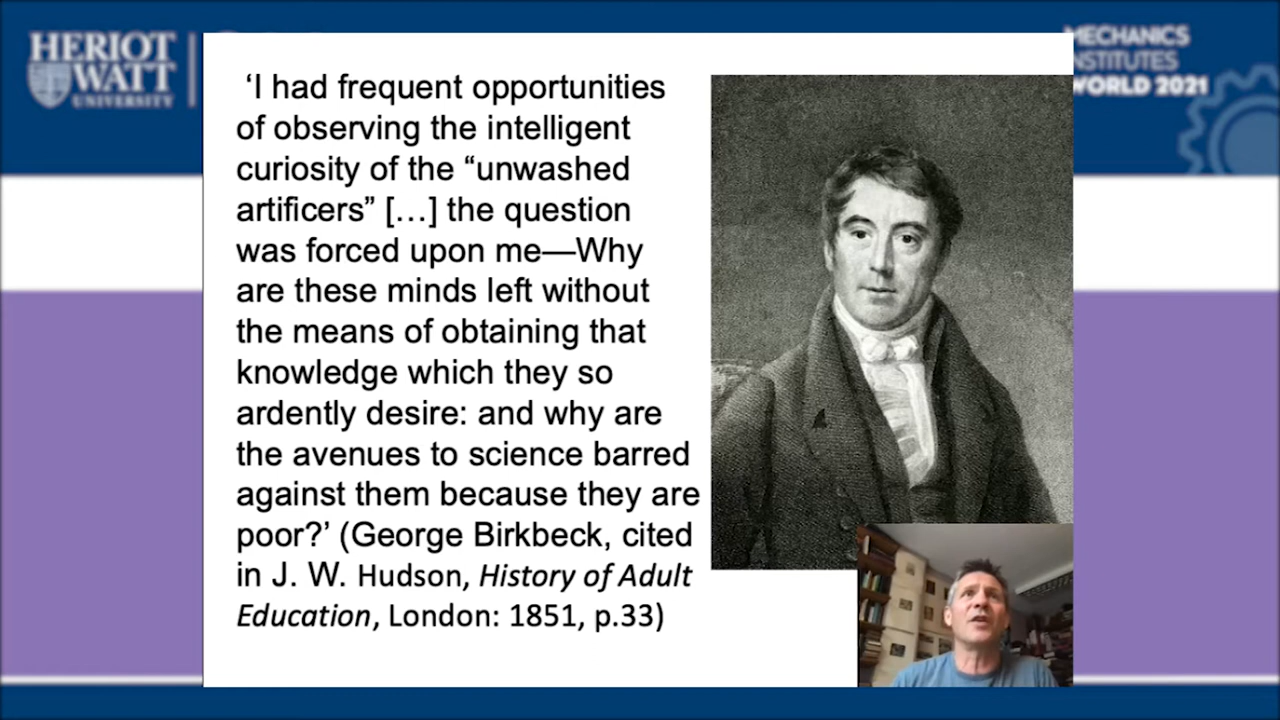 HERIOT
WATT
UNIVERSITY
MECHANICS
INSTITUTES
WORLD 2021
‘I had frequent opportunities
of observing the intelligent
curiosity of the “unwashed
artificers” […] the question
was forced upon me—Why
are these minds left without
the means of obtaining that
knowledge which they so
ardently desire: and why are
the avenues to science barred
against them because they are
poor?’ (George Birkbeck, cited
in J. W. Hudson, History of Adult
Education, London: 1851, p.33)